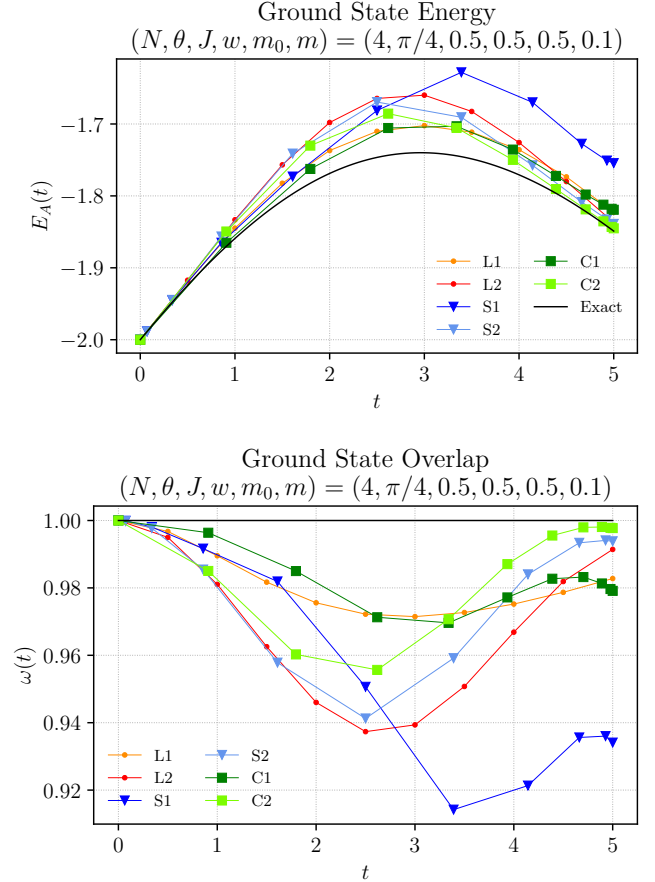 Ground State Energy
(N, θ, J, w, m₀, m) = (4, π/4, 0.5, 0.5, 0.5, 0.1)
−1.7
−1.8
−1.9
−2.0
E_A(t)
L1
L2
S1
S2
C1
C2
Exact
0 1 2 3 4 5
t
Ground State Overlap
(N, θ, J, w, m₀, m) = (4, π/4, 0.5, 0.5, 0.5, 0.1)
1.00
0.98
0.96
0.94
0.92
ω(t)
L1
L2
S1
S2
C1
C2
0 1 2 3 4 5
t